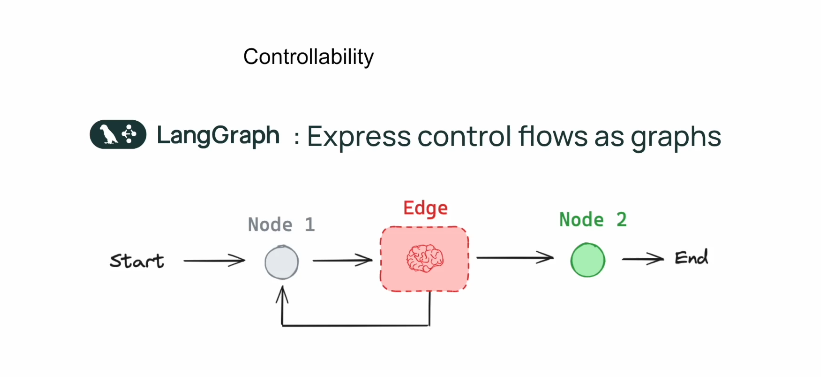 Controllability
LangGraph : Express control flows as graphs
Edge
Node 1
Node 2
Start
End